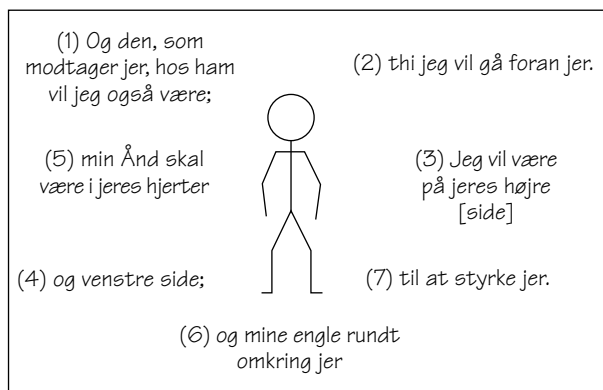 (1) Og den, som
modtager jer, hos ham
vil jeg også være;
(2) thi jeg vil gå foran jer.
(5) min Ånd skal
være i jeres hjerter
(3) Jeg vil være
på jeres højre
[side]
(4) og venstre side;
(7) til at styrke jer.
(6) og mine engle rundt
omkring jer